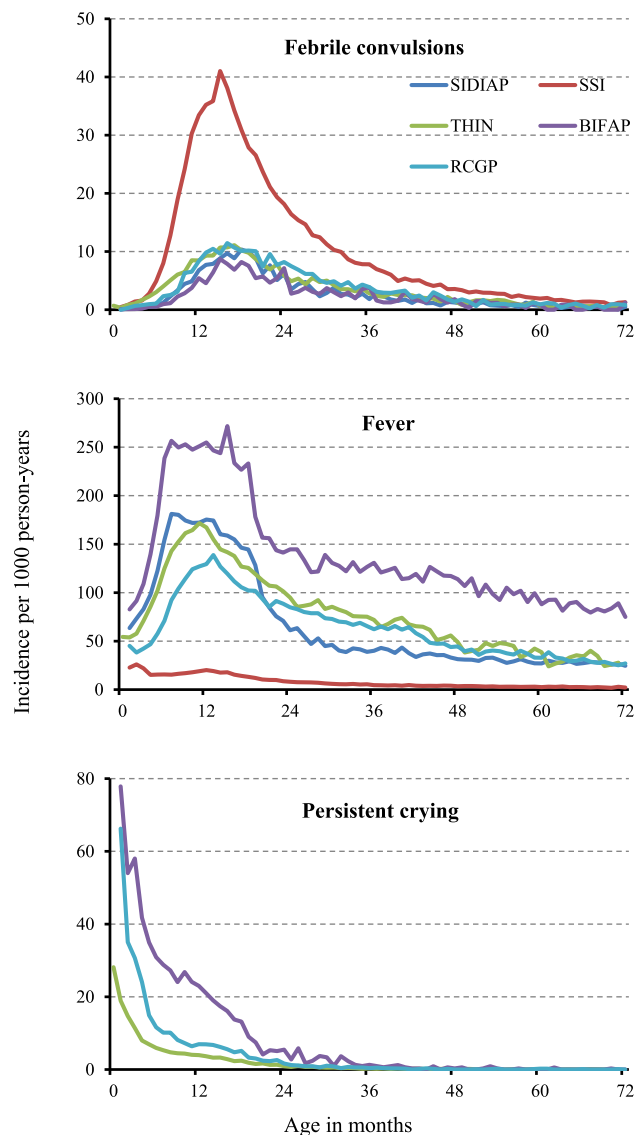 Febrile convulsions
SIDIAP SSI
THIN BIFAP
RCGP
50
40
30
20
10
0
0 12 24 36 48 60 72
Fever
300
250
200
150
100
50
0
0 12 24 36 48 60 72
Incidence per 1000 person-years
Persistent crying
80
60
40
20
0
0 12 24 36 48 60 72
Age in months